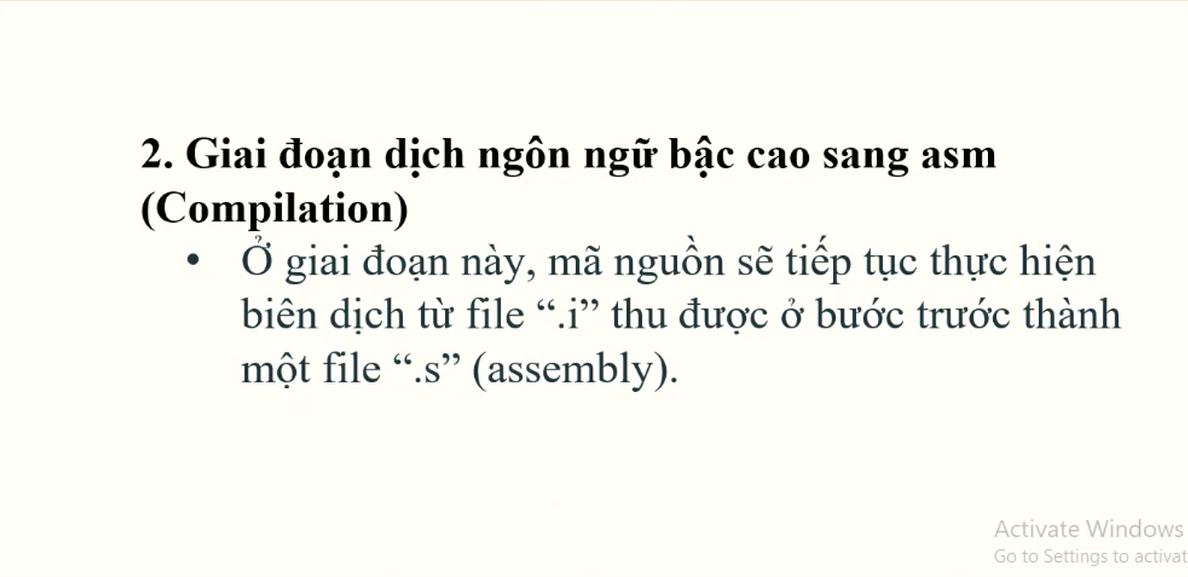 2. Giai đoạn dịch ngôn ngữ bậc cao sang asm
(Compilation)
• Ở giai đoạn này, mã nguồn sẽ tiếp tục thực hiện
biên dịch từ file “.i” thu được ở bước trước thành
một file “.s” (assembly).
Activate Windows
Go to Settings to activat